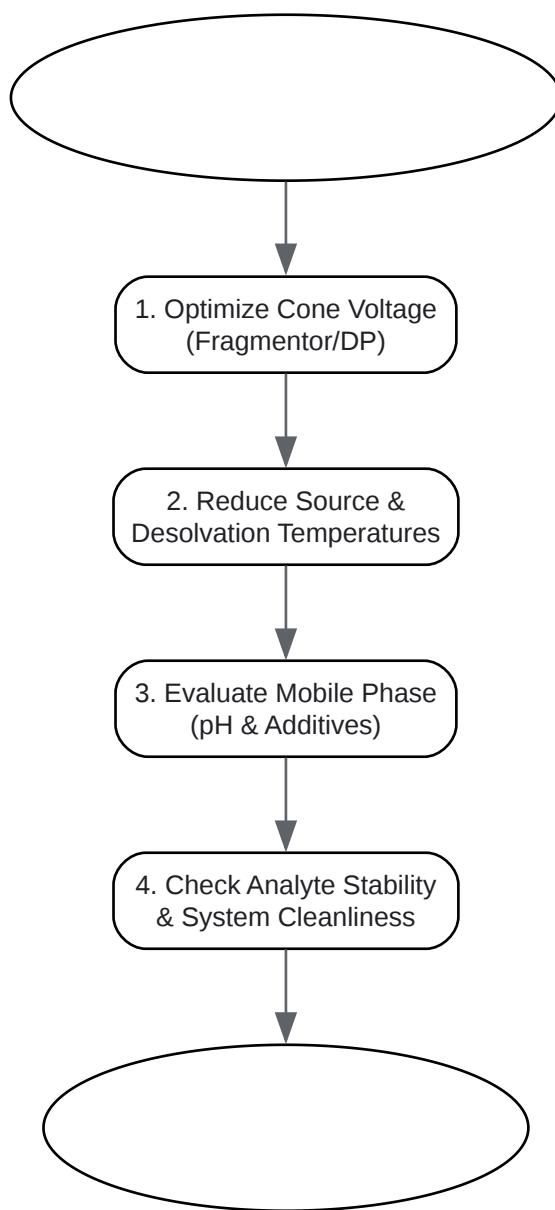 1. Optimize Cone Voltage
(Fragmentor/DP)
2. Reduce Source &
Desolvation Temperatures
3. Evaluate Mobile Phase
(pH & Additives)
4. Check Analyte Stability
& System Cleanliness